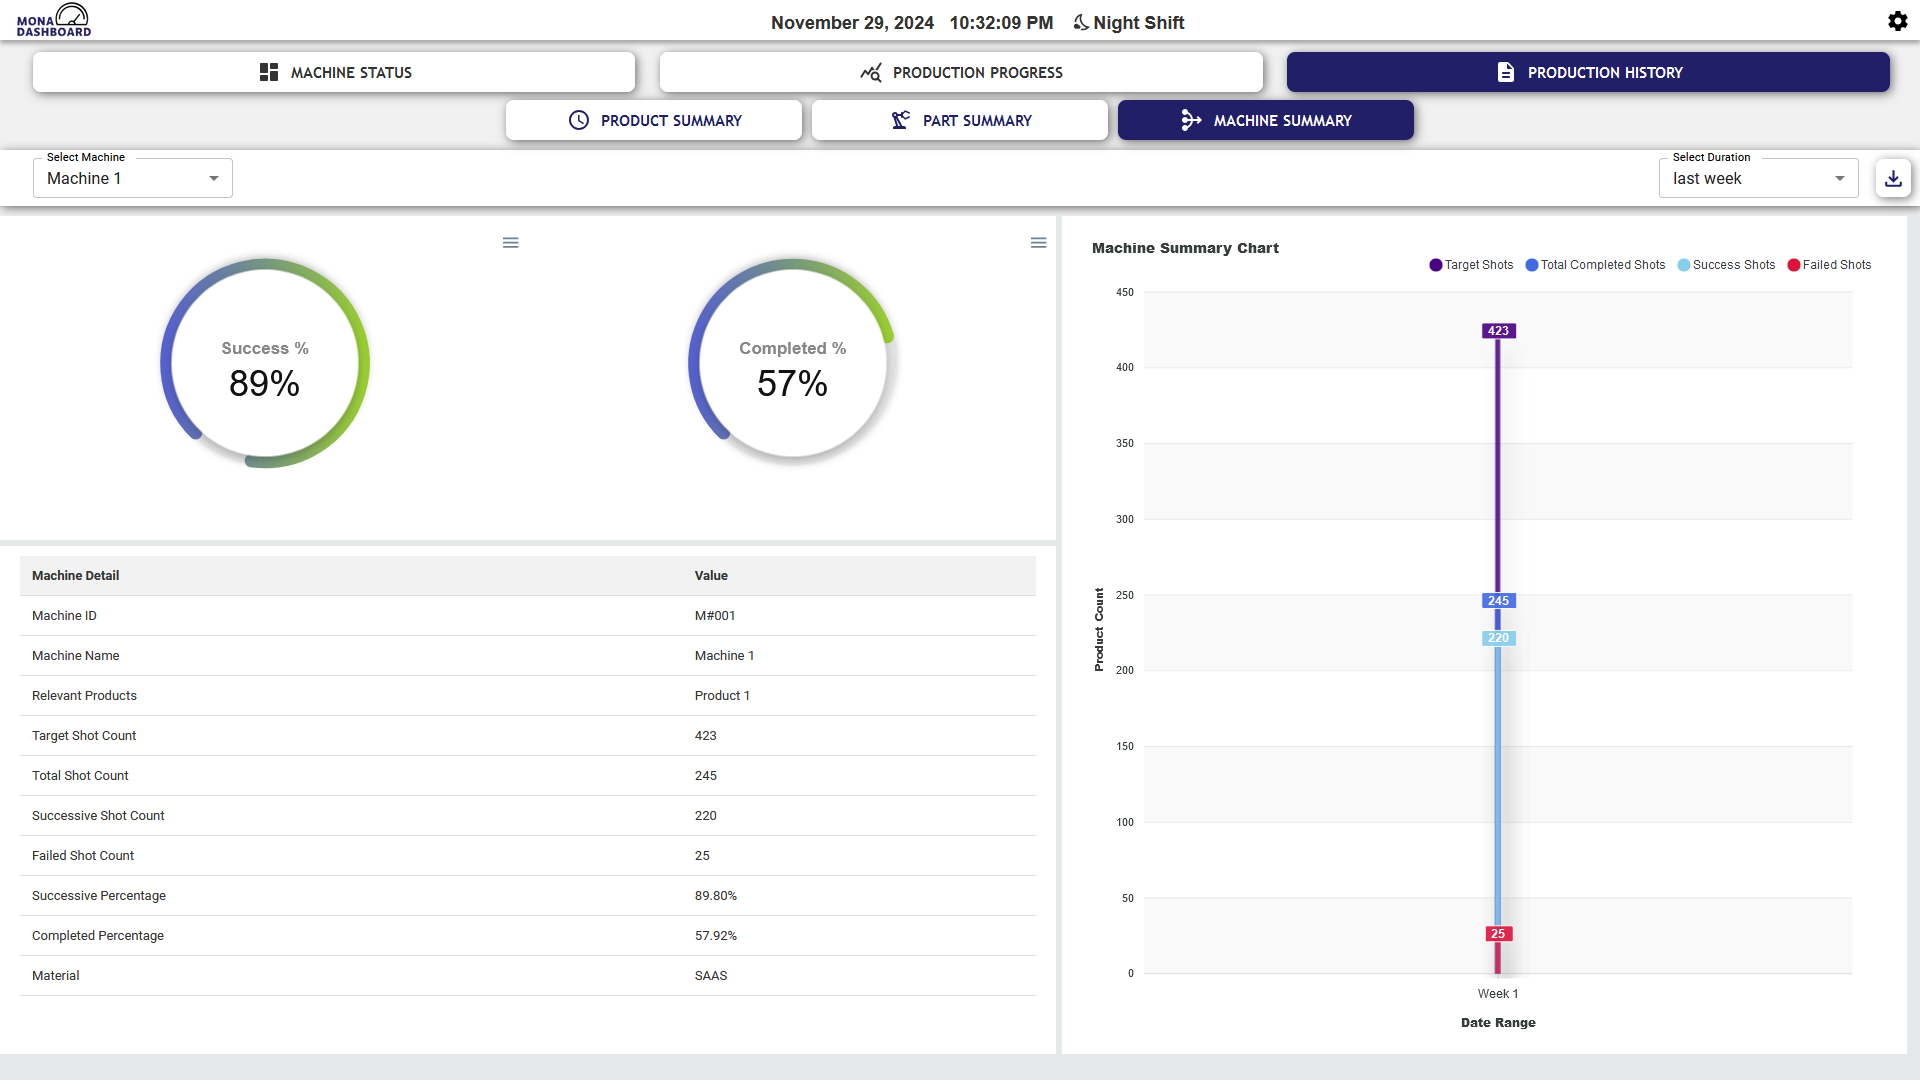 MONA
DASHBOARD
November 29, 2024 10:32:09 PM Night Shift
MACHINE STATUS
PRODUCTION PROGRESS
PRODUCTION HISTORY
PRODUCT SUMMARY
PART SUMMARY
MACHINE SUMMARY
Select Machine
Machine 1
Select Duration
last week
Success %
89%
Completed %
57%
Machine Detail Value
Machine ID M#001
Machine Name Machine 1
Relevant Products Product 1
Target Shot Count 423
Total Shot Count 245
Successive Shot Count 220
Failed Shot Count 25
Successive Percentage 89.80%
Completed Percentage 57.92%
Material SAAS
Machine Summary Chart
Target Shots Total Completed Shots Success Shots Failed Shots
450
400
350
300
250
200
150
100
50
0
Product Count
423
245
220
25
Week 1
Date Range